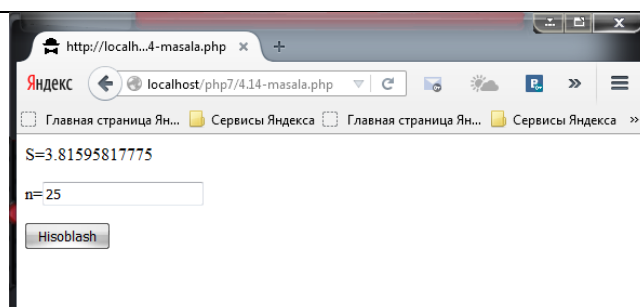 http://localh...4-masala.php
Яндекс localhost/php7/4.14-masala.php
Главная страница Ян... Сервисы Яндекса Главная страница Ян... Сервисы Яндекса »
S=3.81595817775
n=25
Hisoblash